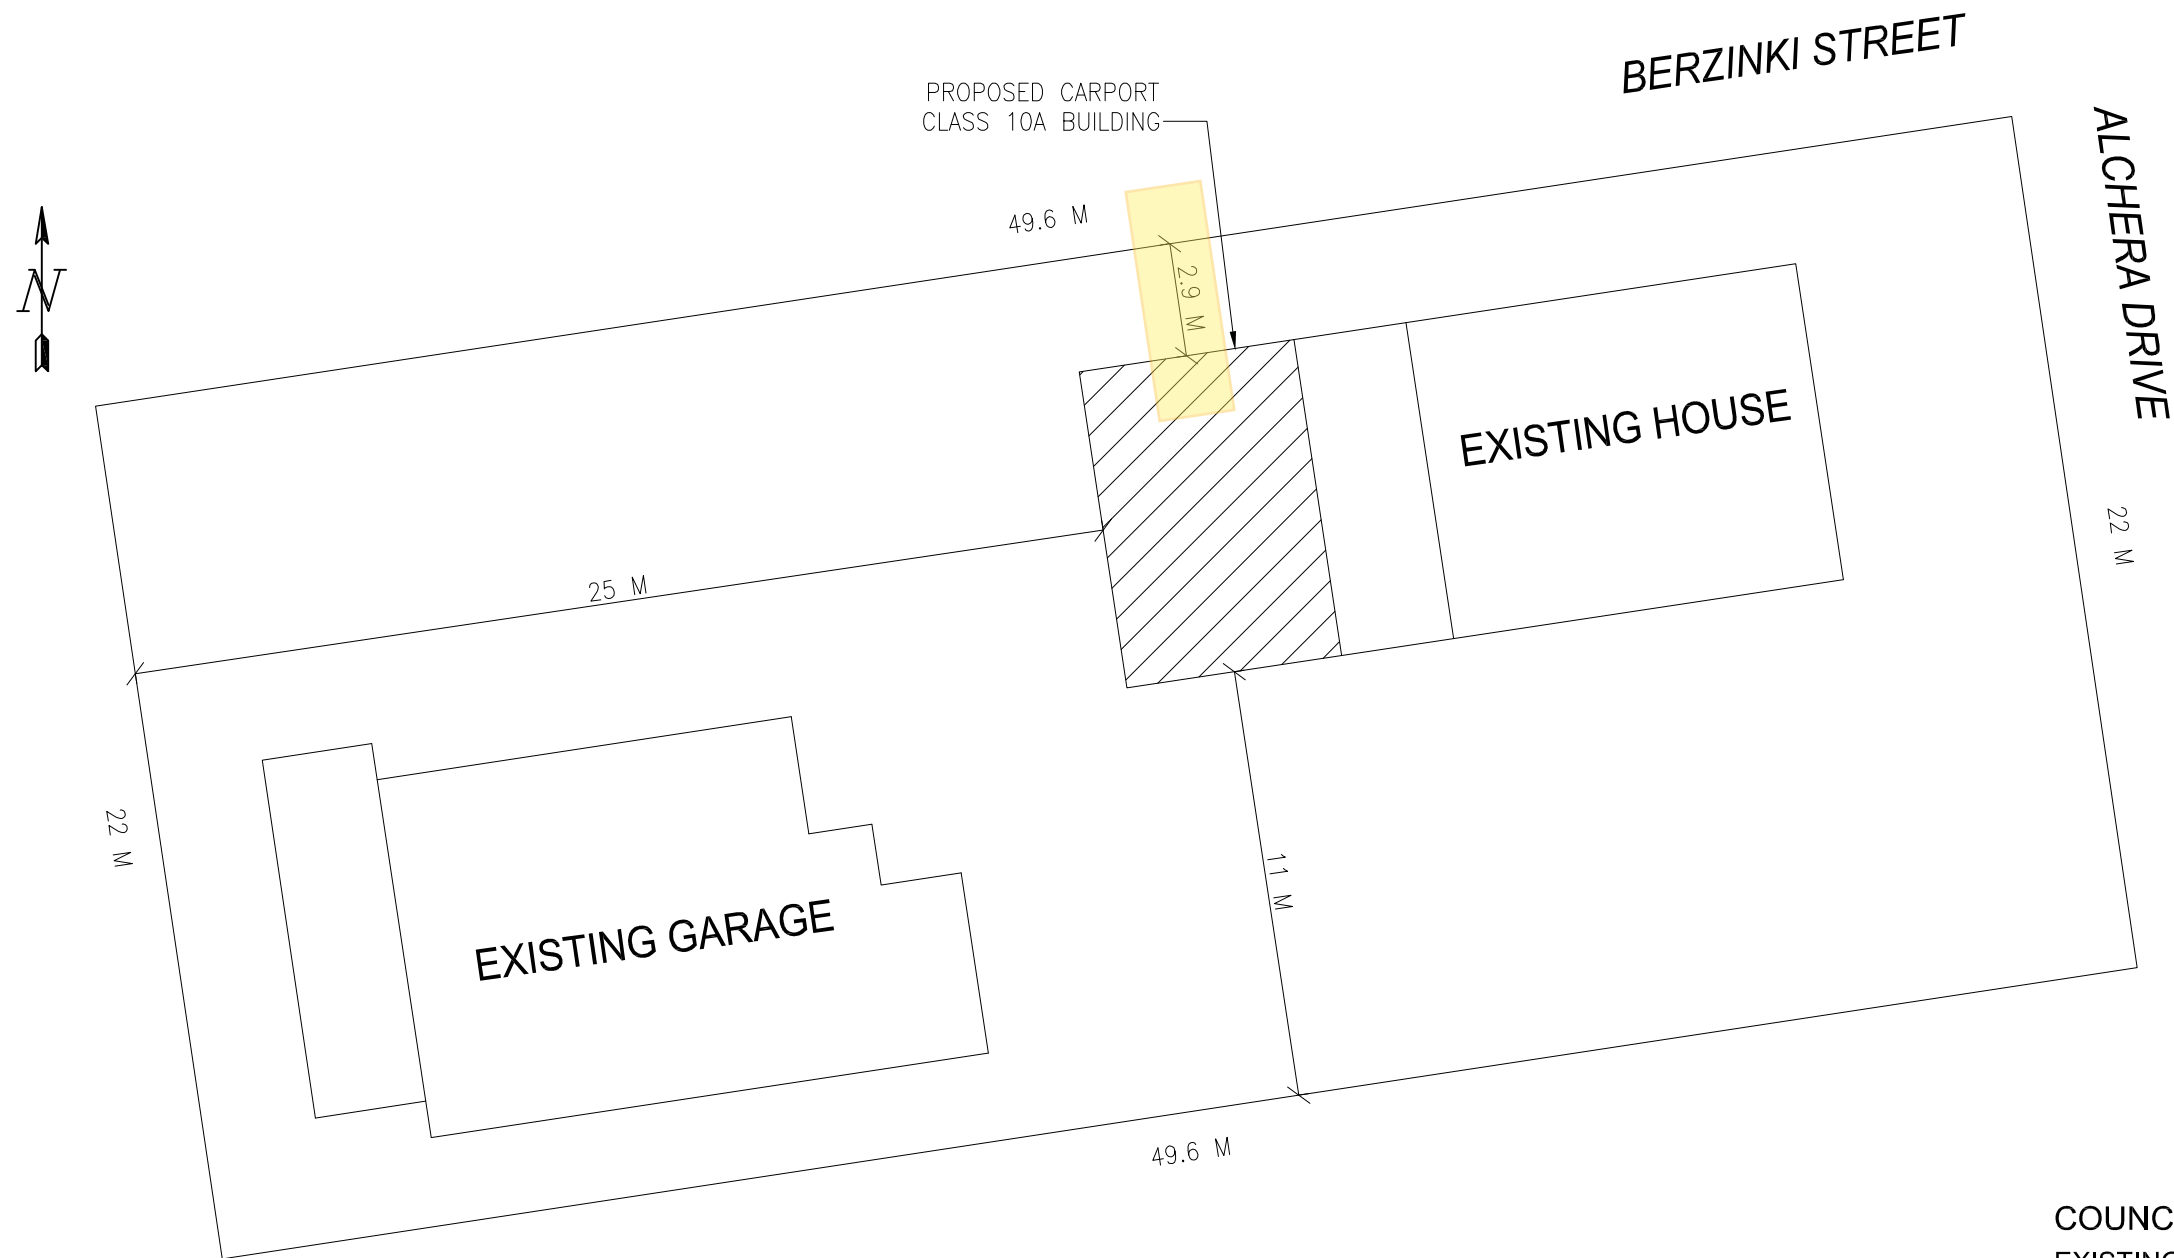 BERZINKI STREET
PROPOSED CARPORT
CLASS 10A BUILDING
ALCHERA DRIVE
49.6 M
N
2.9 M
EXISTING HOUSE
22 M
25 M
22 M
11 M
EXISTING GARAGE
49.6 M
COUNC